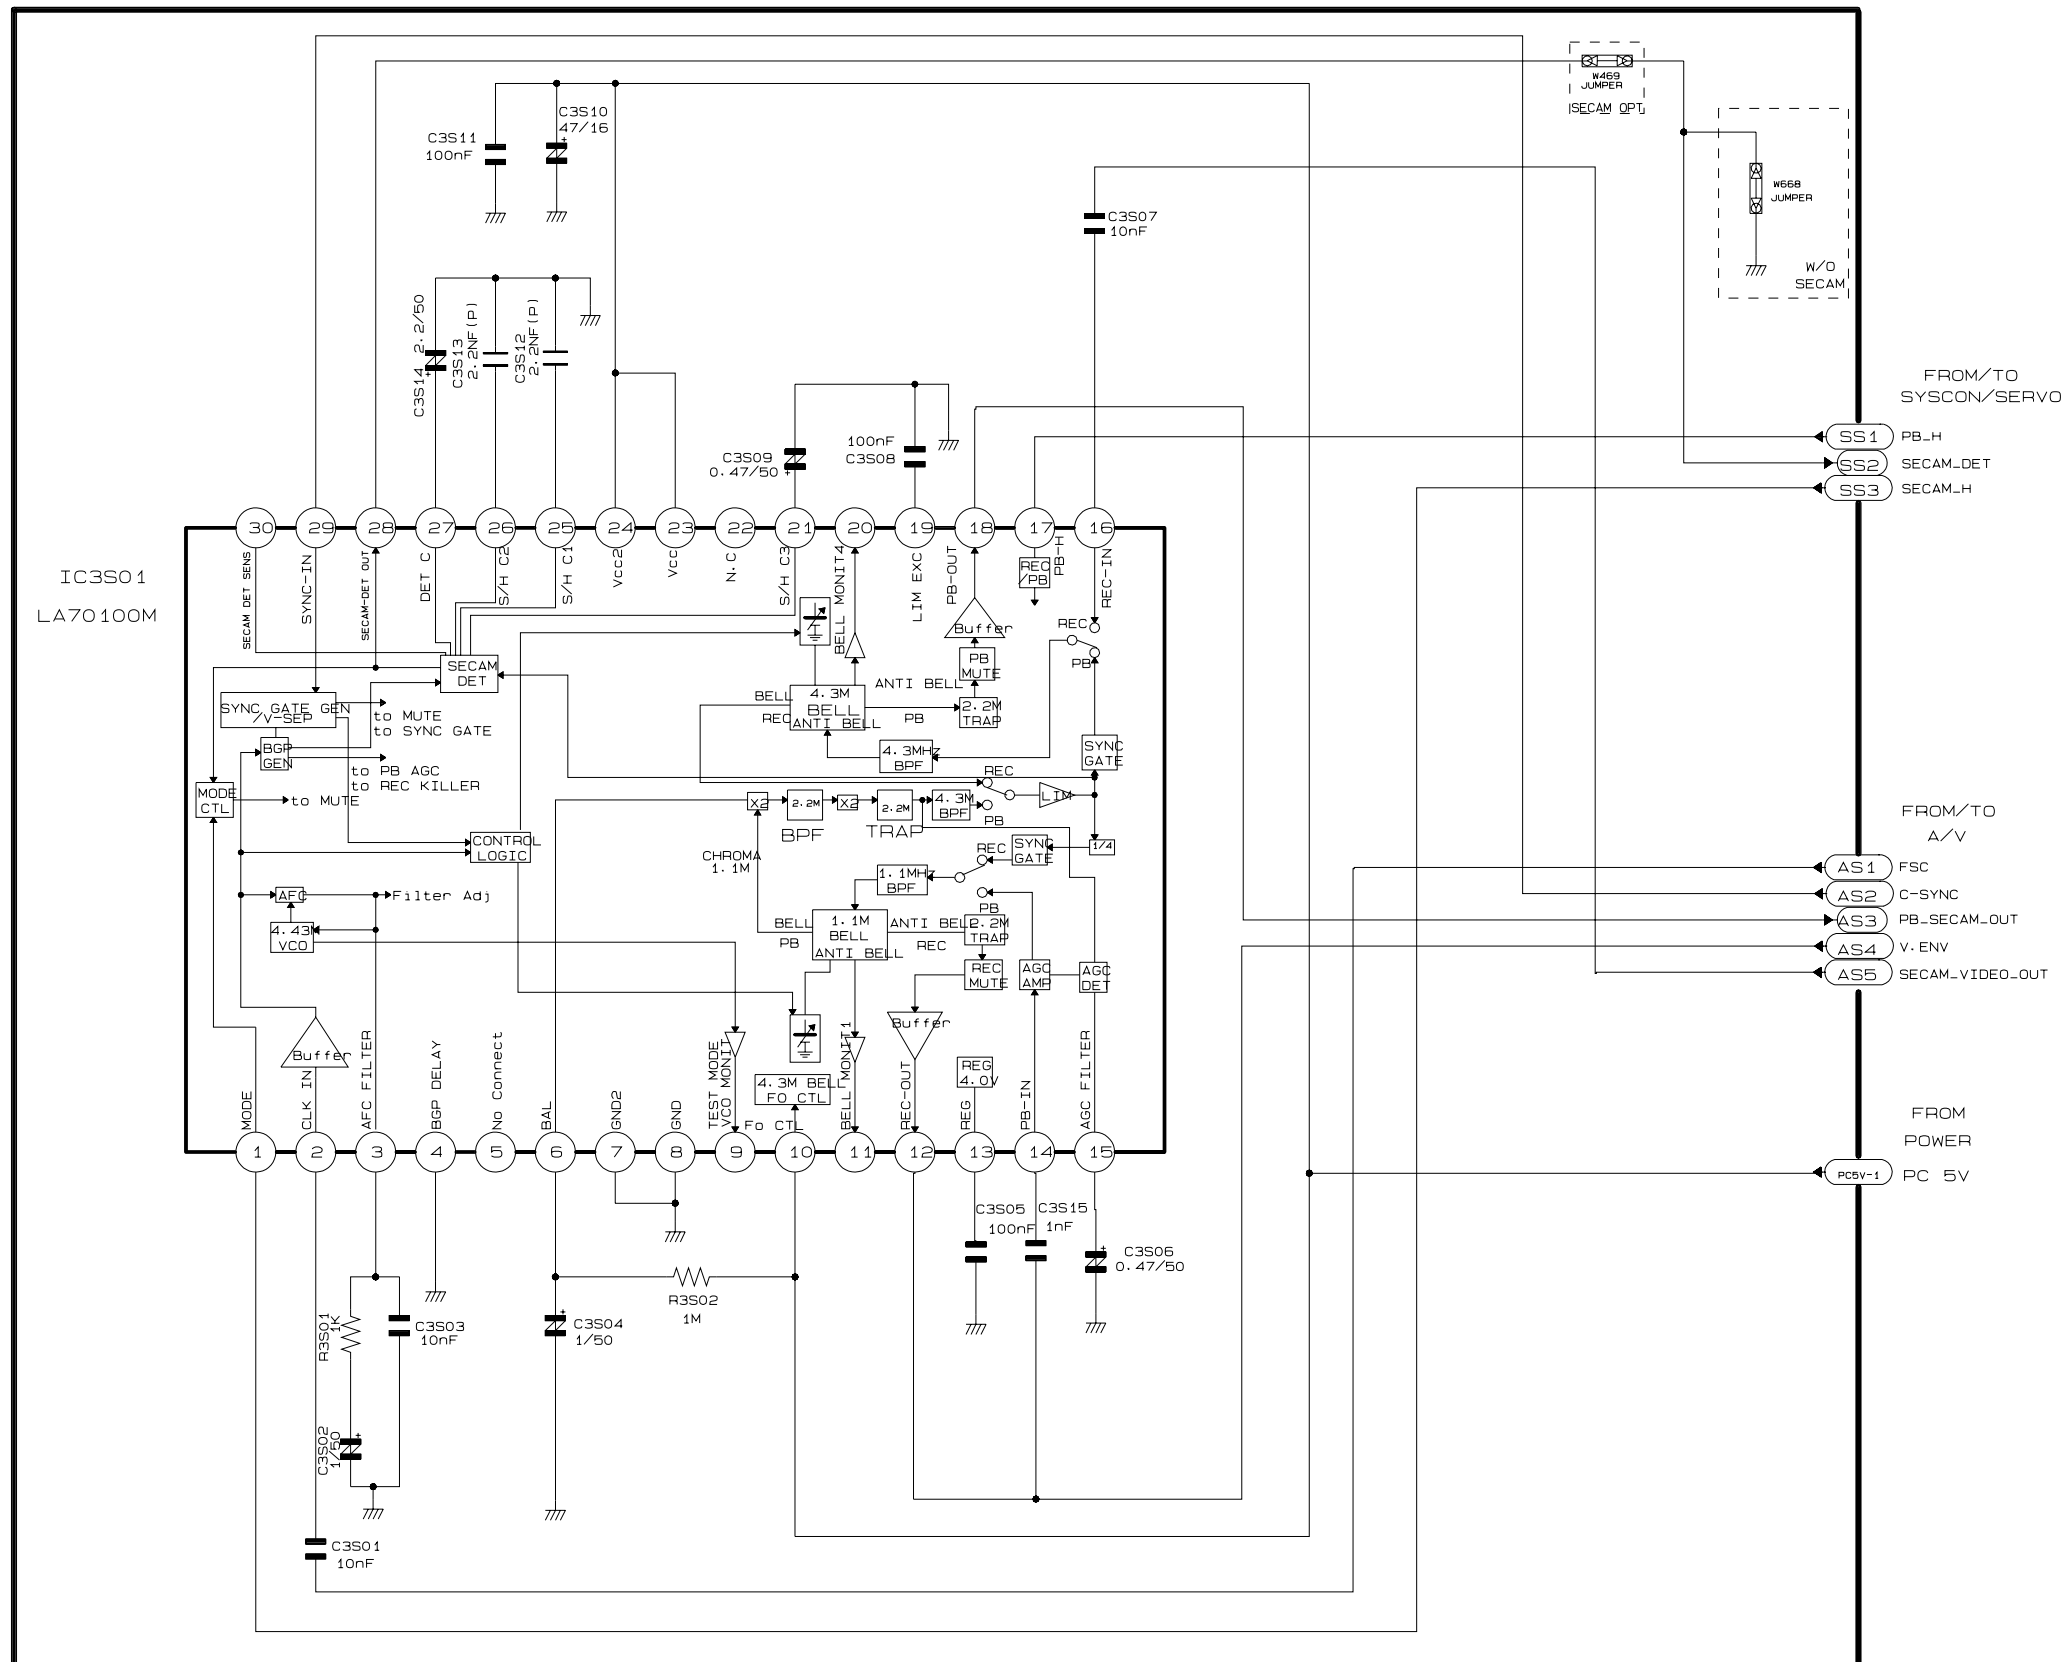 W469
JUMPER
SECAM OPT
C3S10
47/16
C3S11
100nF
W668
JUMPER
W/O
SECAM
C3S07
10nF
C3S14 2.2/50
C3S13
2.2NF(P)
C3S12
2.2NF(P)
FROM/TO
SYSCON/SERVO
SS1 PB_H
SS2 SECAM_DET
SS3 SECAM_H
C3S09
0.47/50
100nF
C3S08
30
29
28
27
26
25
24
23
22
21
20
19
18
17
16
IC3S01
LA70100M
SECAM DET SENS
SYNC-IN
SECAM-DET OUT
DET C
S/H C2
S/H C1
Vcc2
Vcc
N.C
S/H C3
BELL MONIT4
LIM EXC
PB-OUT
PB-H
REC-IN
REC
/PB
Buffer
REC
PB
PB
MUTE
SECAM
DET
4.3M
BELL
ANTI BELL
BELL
REC
ANTI BELL
PB
2.2M
TRAP
SYNC GATE GEN
/V-SEP
to MUTE
to SYNC GATE
BGP
GEN
to PB AGC
to REC KILLER
MODE
CTL
to MUTE
4.3MHz
BPF
SYNC
GATE
REC
PB
LIM
X2
2.2M
BPF
X2
2.2M
TRAP
4.3M
BPF
CONTROL
LOGIC
CHROMA
1.1M
SYNC
GATE
1/4
REC
PB
1.1MHz
BPF
AFC
Filter Adj
4.43M
VCO
BELL
PB
1.1M
BELL
ANTI BELL
ANTI BELL
REC
2.2M
TRAP
REC
MUTE
AGC
AMP
AGC
DET
Buffer
Buffer
REG
4.0V
4.3M BELL
FO CTL
FROM/TO
A/V
AS1 FSC
AS2 C-SYNC
AS3 PB_SECAM_OUT
AS4 V.ENV
AS5 SECAM_VIDEO_OUT
MODE
CLK IN
AFC FILTER
BGP DELAY
No Connect
BAL
GND2
GND
TEST MODE
VCO MONIT
Fo CTL
BELL MONIT1
REC-OUT
REG
PB-IN
AGC FILTER
1
2
3
4
5
6
7
8
9
10
11
12
13
14
15
FROM
POWER
PC5V-1 PC 5V
C3S05
100nF
C3S15
1nF
C3S06
0.47/50
R3S02
1M
C3S04
1/50
R3S01
1K
C3S03
10nF
C3S02
1/50
C3S01
10nF